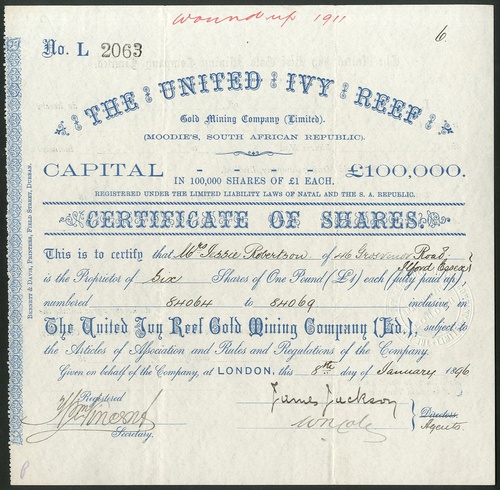 Wound up 1911
6
No. L 2063
THE UNITED IVY REEF
Gold Mining Company (Limited).
(MOODIE'S, SOUTH AFRICAN REPUBLIC).
CAPITAL - - - - £100,000.
IN 100,000 SHARES OF £1 EACH,
REGISTERED UNDER THE LIMITED LIABILITY LAWS OF NATAL AND THE S. A. REPUBLIC.
CERTIFICATE OF SHARES.
This is to certify that Mrs Jessie Robertson of 46 Grosvenor Road
Ilford Essex
is the Proprietor of Six Shares of One Pound (£1) each (fully paid up),
numbered 84064 to 84069 inclusive, in
The United Ivy Reef Gold Mining Company (Ld.), subject to
the Articles of Association and Rules and Regulations of the Company.
Given on behalf of the Company, at LONDON, this 8th day of January 1896
Registered
James Jackson
Secretary.
W N Cole
Directors
Agents.
BENNETT & DAVIS, PRINTERS, FIELD STREET, DURBAN.